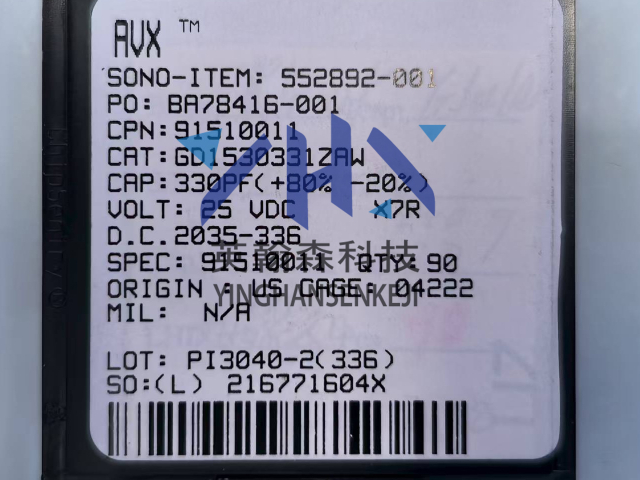 AVX ™
SONO-ITEM: 552892-001
PO: BA78416-001
CPN:91510011
CAT:GD1530331ZAW
CAP:330PF(+80% -20%)
VOLT: 25 VDC X7R
D.C.2035-336
SPEC: 91510011 QTY:90
ORIGIN : US CAGE: 04222
MIL: N/A
LOT: PI3040-2(336)
SO:(L) 216771604X
YHX
英翰森科技
YINGHANSENKEJI